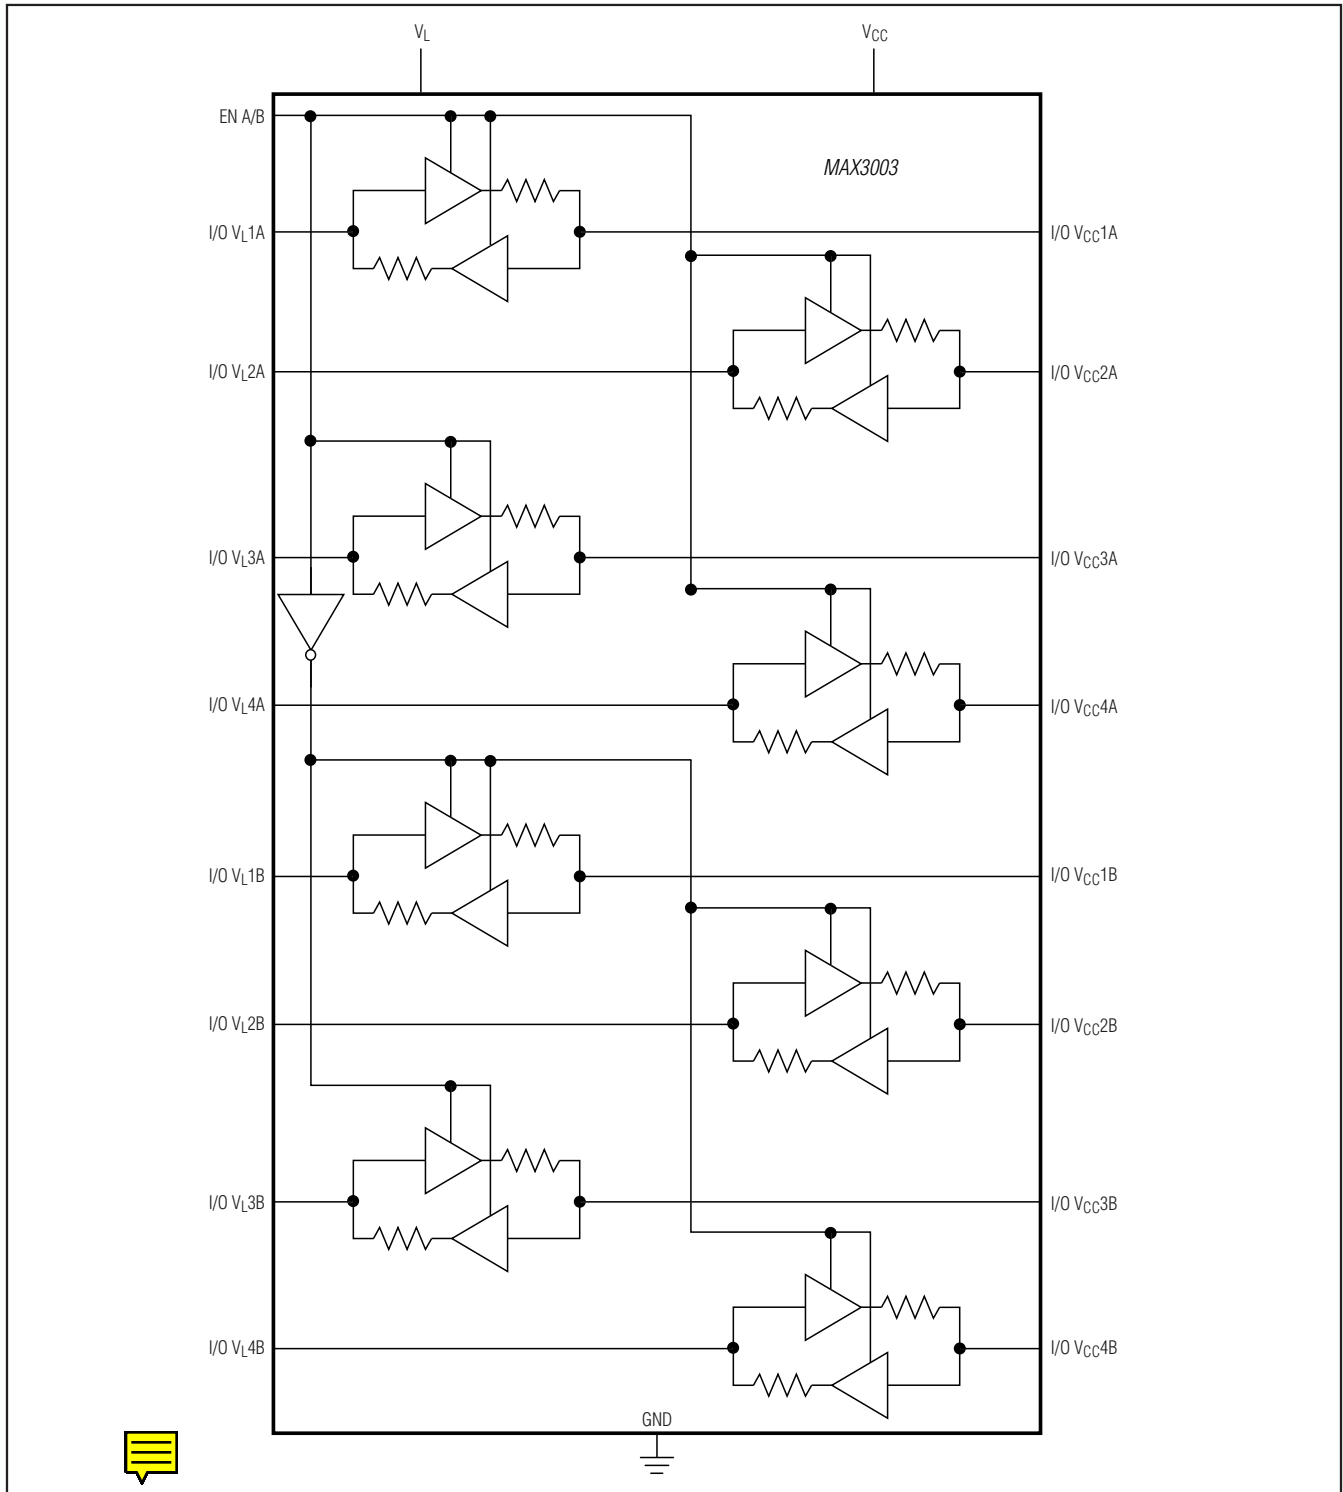 VL VCC
EN A/B
MAX3003
I/O VL1A I/O VCC1A
I/O VL2A I/O VCC2A
I/O VL3A I/O VCC3A
I/O VL4A I/O VCC4A
I/O VL1B I/O VCC1B
I/O VL2B I/O VCC2B
I/O VL3B I/O VCC3B
I/O VL4B I/O VCC4B
GND